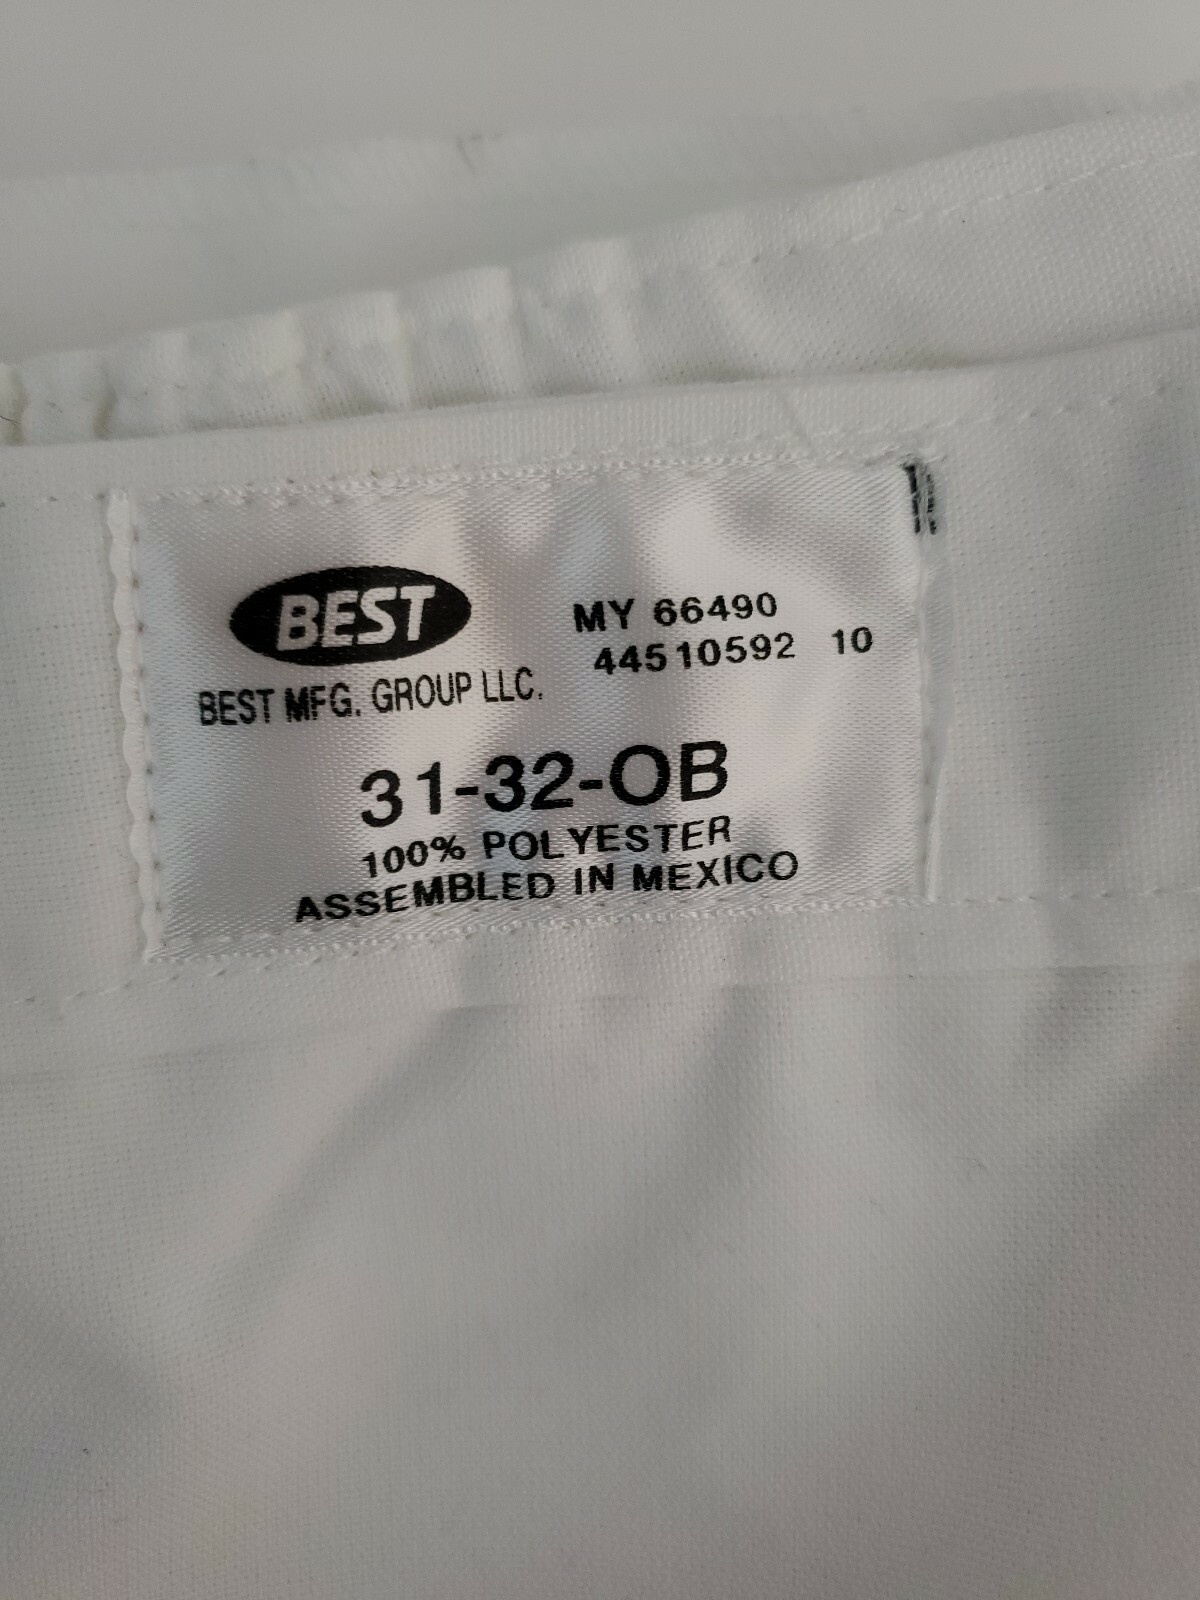 BEST
BEST MFG. GROUP LLC.
MY 66490
44510592 10
31-32-OB
100% POLYESTER
ASSEMBLED IN MEXICO